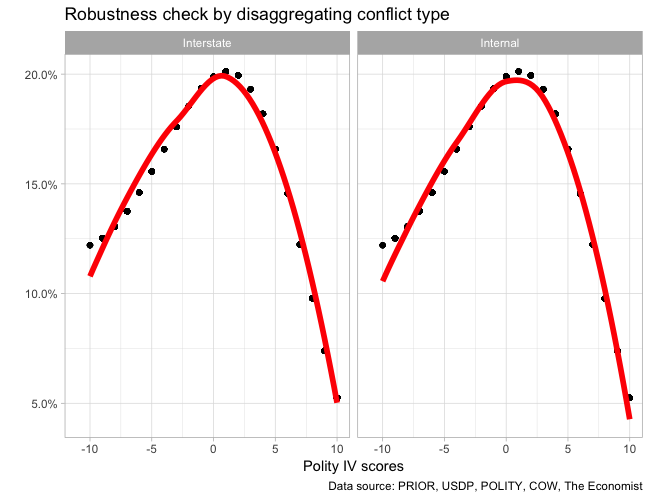 Robustness check by disaggregating conflict type
Interstate
Internal
20.0%
15.0%
10.0%
5.0%
-10 -5 0 5 10
-10 -5 0 5 10
Polity IV scores
Data source: PRIOR, USDP, POLITY, COW, The Economist